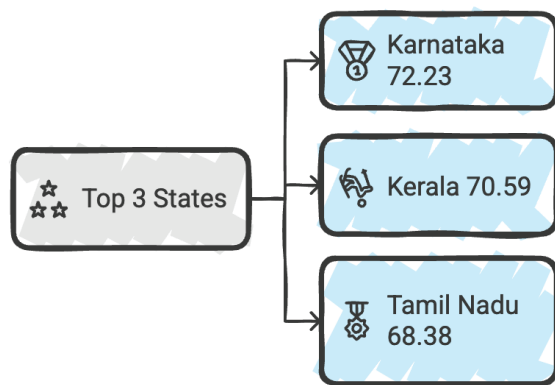 Karnataka
72.23
Top 3 States
Kerala 70.59
Tamil Nadu
68.38